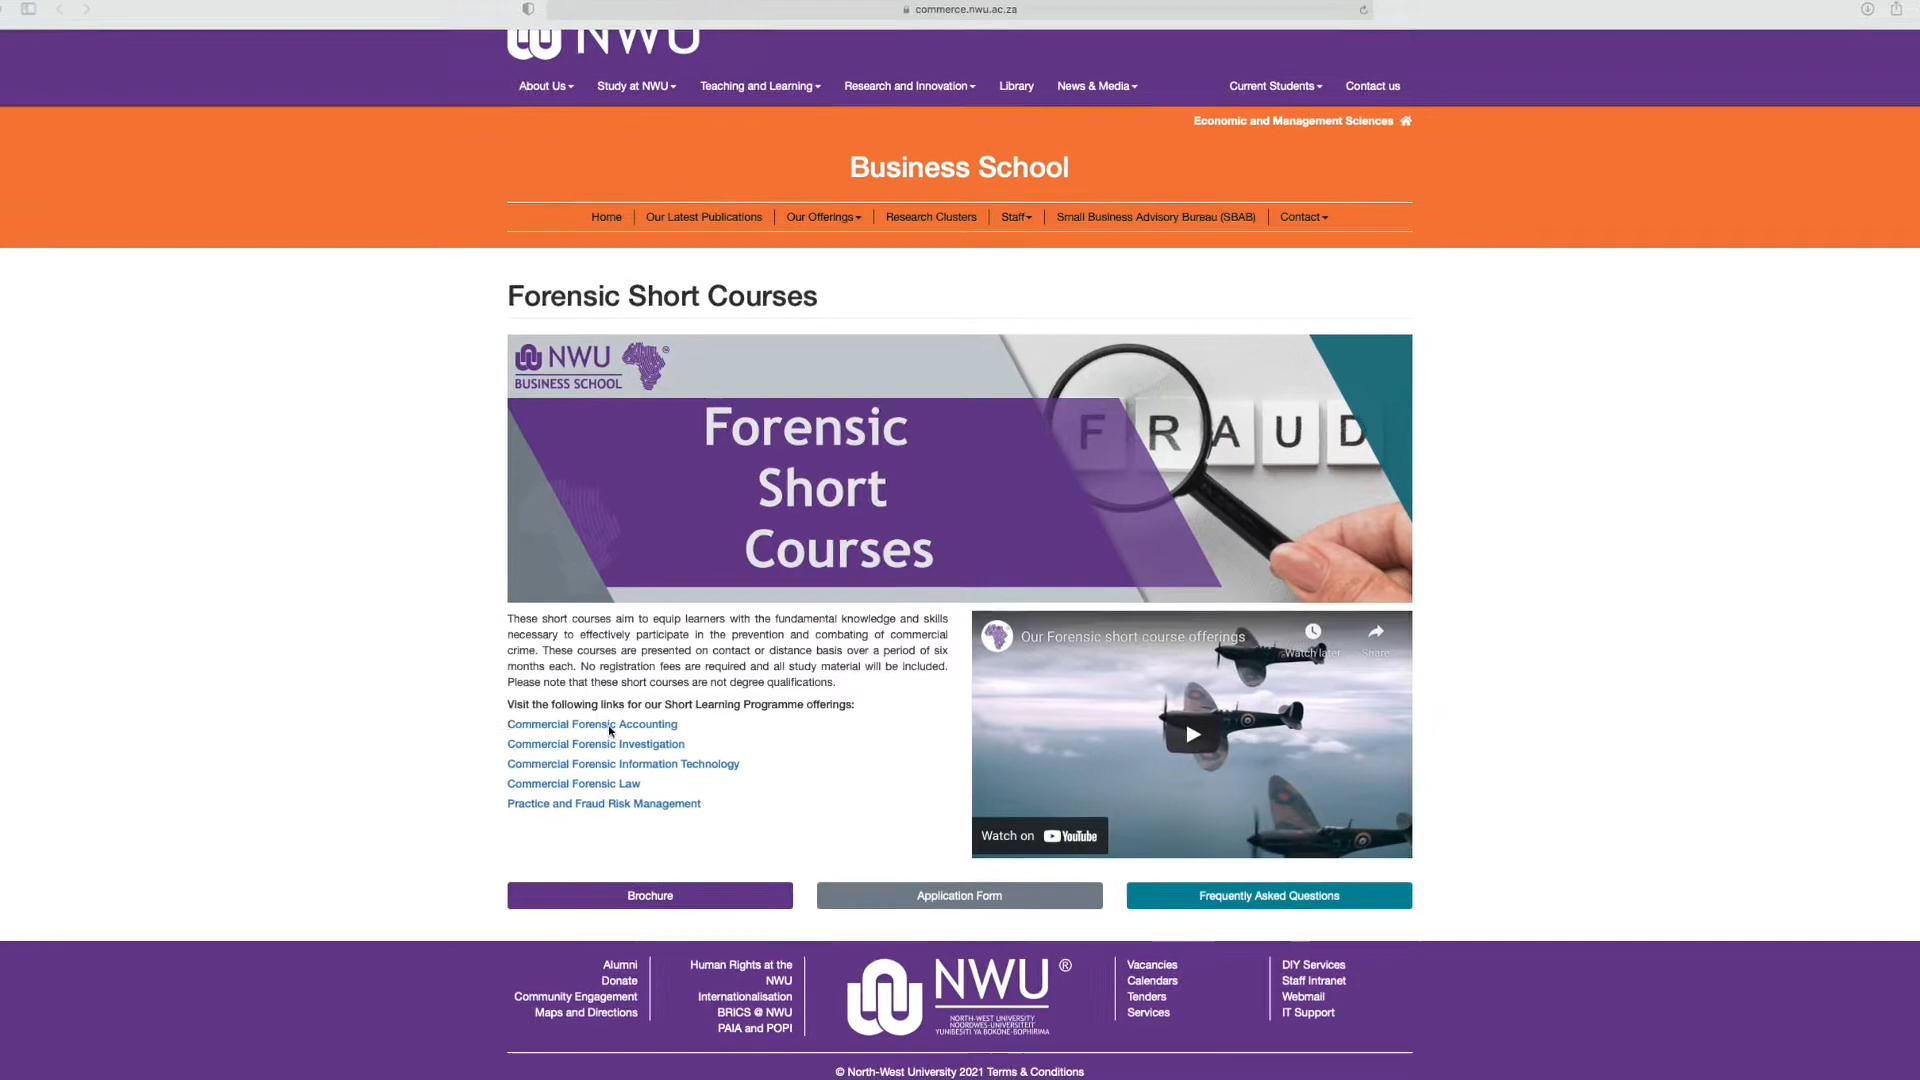 commerce.nwu.ac.za
NWU
About Us Study at NWU Teaching and Learning Research and Innovation Library News & Media Current Students Contact us
Economic and Management Sciences
Business School
Home Our Latest Publications Our Offerings Research Clusters Staff Small Business Advisory Bureau (SBAB) Contact
Forensic Short Courses
NWU
BUSINESS SCHOOL
Forensic
Short
Courses
FRAUD
These short courses aim to equip learners with the fundamental knowledge and skills
necessary to effectively participate in the prevention and combating of commercial
crime. These courses are presented on contact or distance basis over a period of six
months each. No registration fees are required and all study material will be included.
Please note that these short courses are not degree qualifications.
Visit the following links for our Short Learning Programme offerings:
Commercial Forensic Accounting
Commercial Forensic Investigation
Commercial Forensic Information Technology
Commercial Forensic Law
Practice and Fraud Risk Management
Our Forensic short course offerings
Watch later Share
Watch on YouTube
Brochure Application Form Frequently Asked Questions
Alumni
Donate
Community Engagement
Maps and Directions
Human Rights at the
NWU
Internationalisation
BRICS @ NWU
PAIA and POPI
NWU ®
NORTH-WEST UNIVERSITY
NOORDWES-UNIVERSITEIT
YUNIBESITI YA BOKONE-BOPHIRIMA
Vacancies
Calendars
Tenders
Services
DIY Services
Staff Intranet
Webmail
IT Support
© North-West University 2021 Terms & Conditions